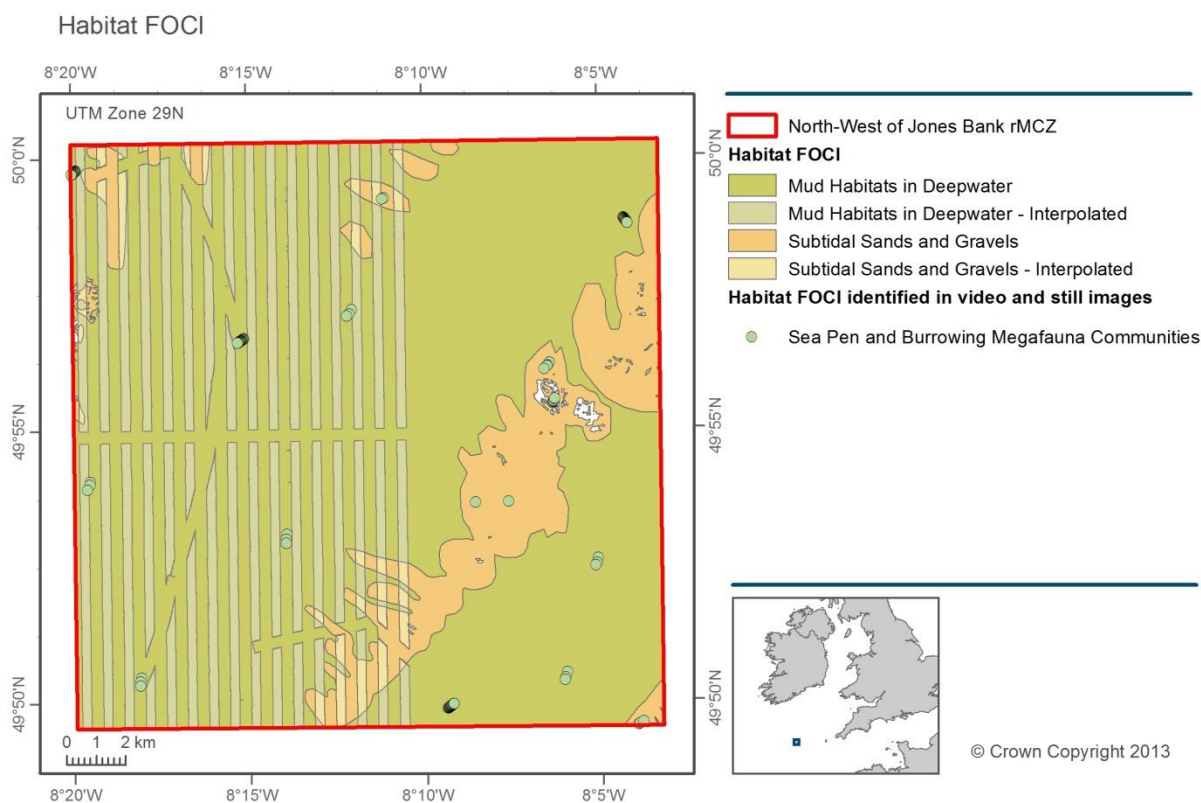 Habitat FOCI
8°20'W 8°15'W 8°10'W 8°5'W
UTM Zone 29N
50°0'N 50°0'N
49°55'N 49°55'N
49°50'N 49°50'N
0 1 2 km
8°20'W 8°15'W 8°10'W 8°5'W
North-West of Jones Bank rMCZ
Habitat FOCI
Mud Habitats in Deepwater
Mud Habitats in Deepwater - Interpolated
Subtidal Sands and Gravels
Subtidal Sands and Gravels - Interpolated
Habitat FOCI identified in video and still images
Sea Pen and Burrowing Megafauna Communities
© Crown Copyright 2013